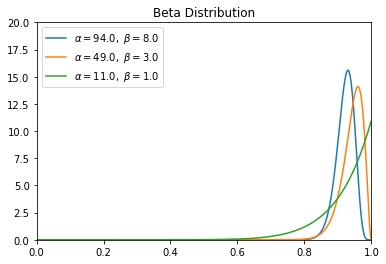 Beta Distribution
20.0
17.5
15.0
12.5
10.0
7.5
5.0
2.5
0.0
α = 94.0, β = 8.0
α = 49.0, β = 3.0
α = 11.0, β = 1.0
0.0 0.2 0.4 0.6 0.8 1.0